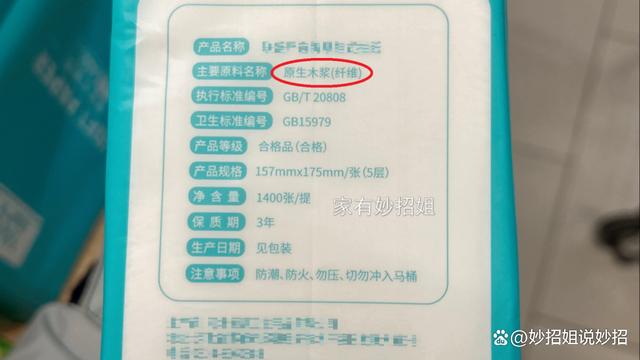 产品名称
主要原料名称 原生木浆(纤维)
执行标准编号 GB/T 20808
卫生标准编号 GB15979
产品等级 合格品(合格)
产品规格 157mmx175mm/张(5层)
净含量 1400张/提
家有妙招姐
保质期 3年
生产日期 见包装
注意事项 防潮、防火、勿压、切勿冲入马桶
@妙招姐说妙招